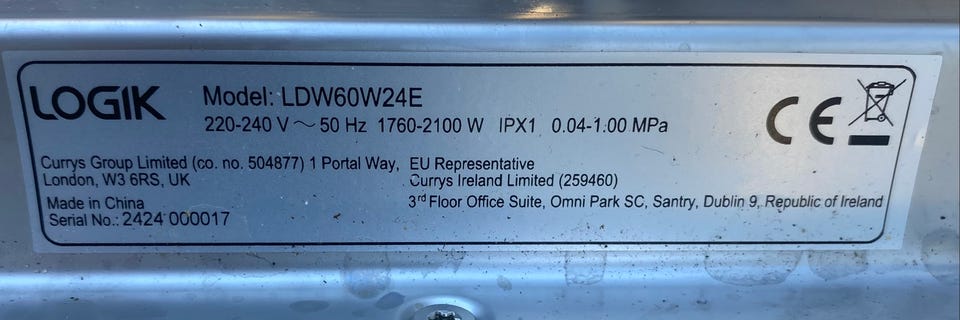 LOGIK
Model: LDW60W24E
220-240 V ~ 50 Hz 1760-2100 W IPX1 0.04-1.00 MPa
CE
Currys Group Limited (co. no. 504877) 1 Portal Way,
London, W3 6RS, UK
Made in China
Serial No.: 2424 000017
EU Representative
Currys Ireland Limited (259460)
3rd Floor Office Suite, Omni Park SC, Santry, Dublin 9, Republic of Ireland